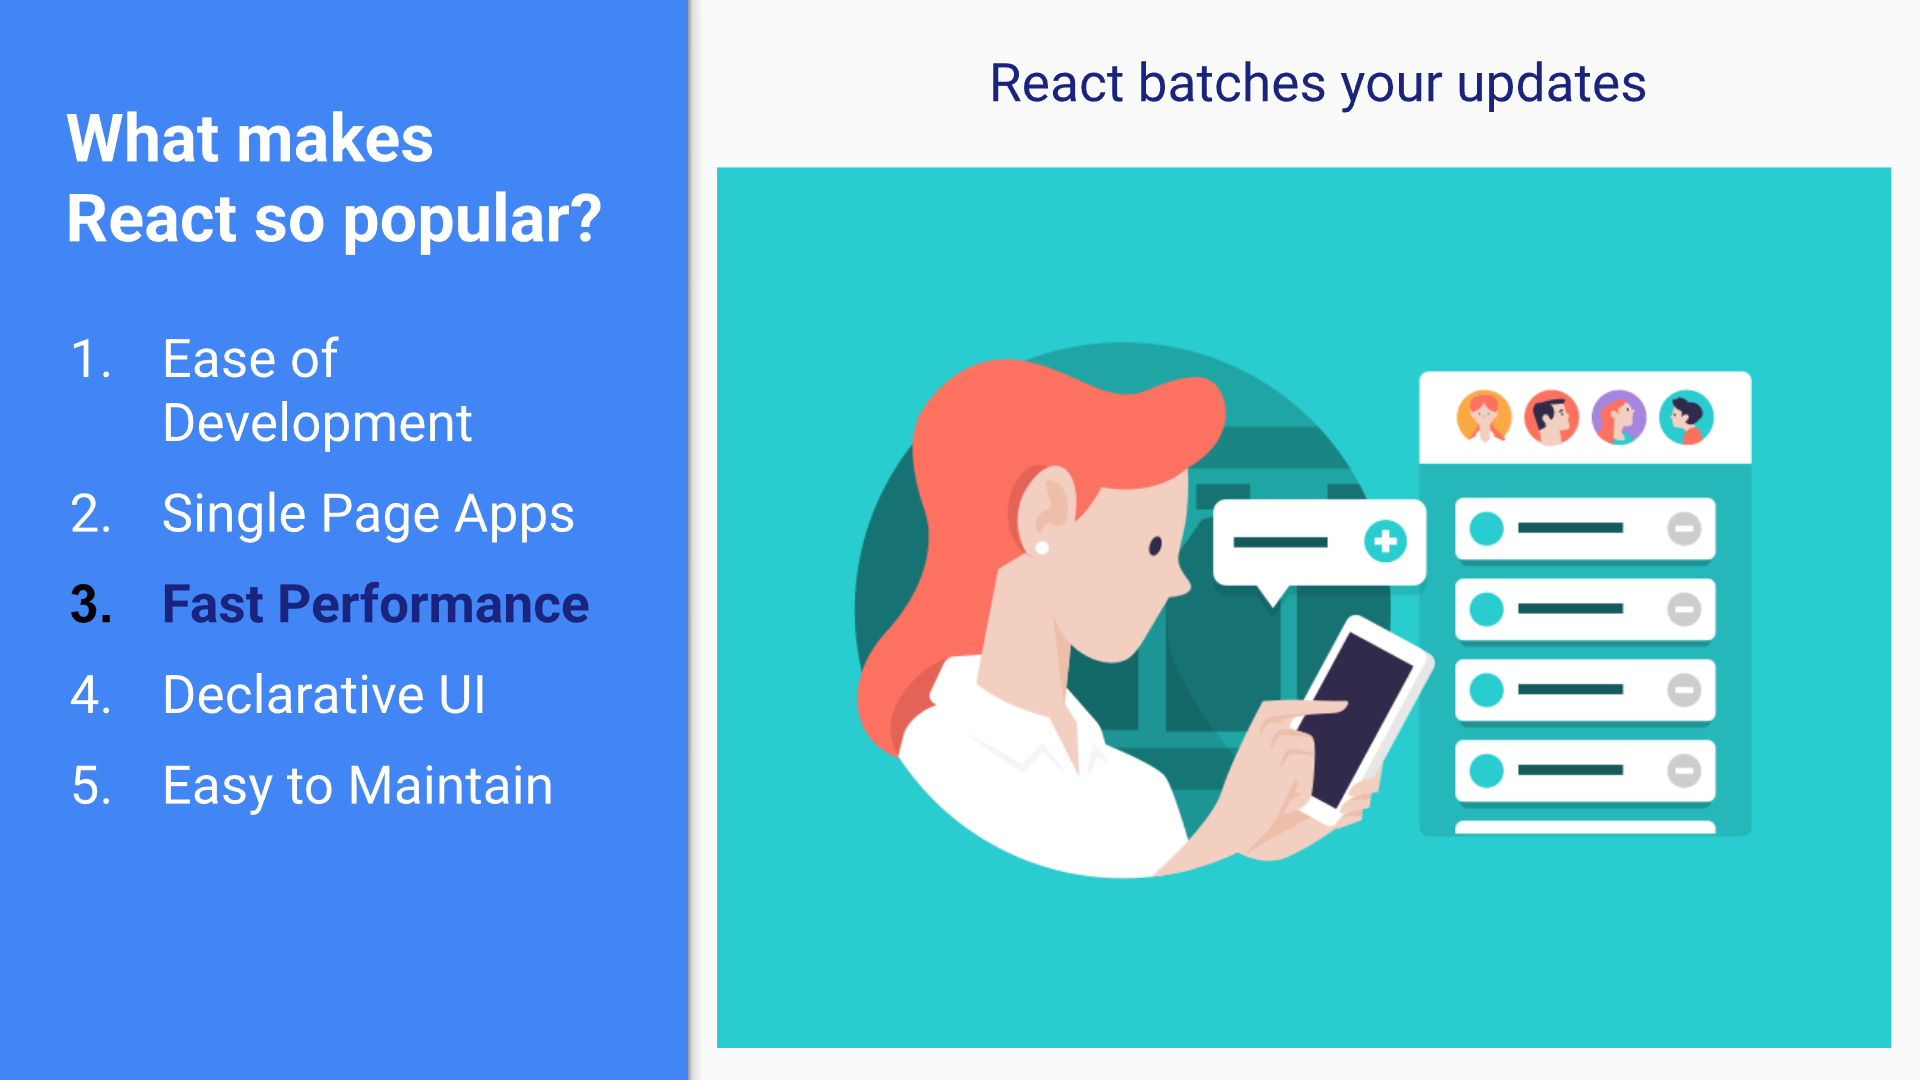 What makes
React so popular?
1. Ease of
Development
2. Single Page Apps
3. Fast Performance
4. Declarative UI
5. Easy to Maintain
React batches your updates